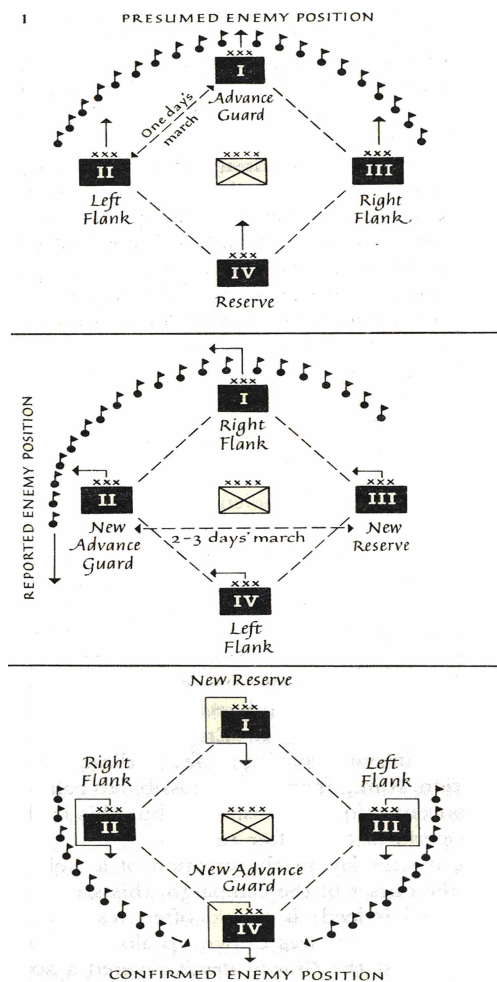 1
PRESUMED ENEMY POSITION
xxx
I
Advance
Guard
One day's
march
xxx
II
Left
Flank
xxxx
xxx
III
Right
Flank
xxx
IV
Reserve
REPORTED ENEMY POSITION
xxx
I
Right
Flank
xxx
II
New
Advance
Guard
xxxx
xxx
III
New
Reserve
2-3 days' march
xxx
IV
Left
Flank
New Reserve
xxx
I
Right
Flank
xxx
II
xxxx
Left
Flank
xxx
III
New Advance
Guard
xxx
IV
CONFIRMED ENEMY POSITION